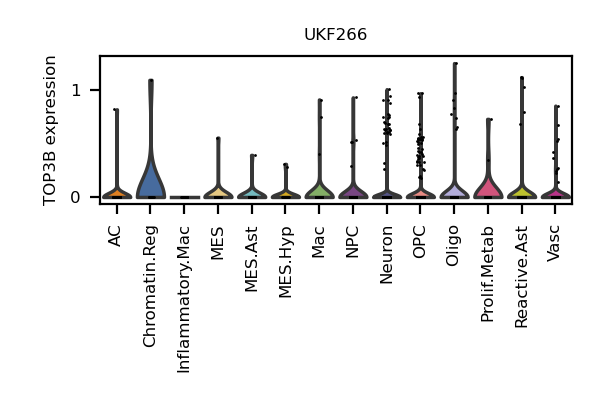 UKF266
TOP3B expression
1
0
AC
Chromatin.Reg
Inflammatory.Mac
MES
MES.Ast
MES.Hyp
Mac
NPC
Neuron
OPC
Oligo
Prolif.Metab
Reactive.Ast
Vasc